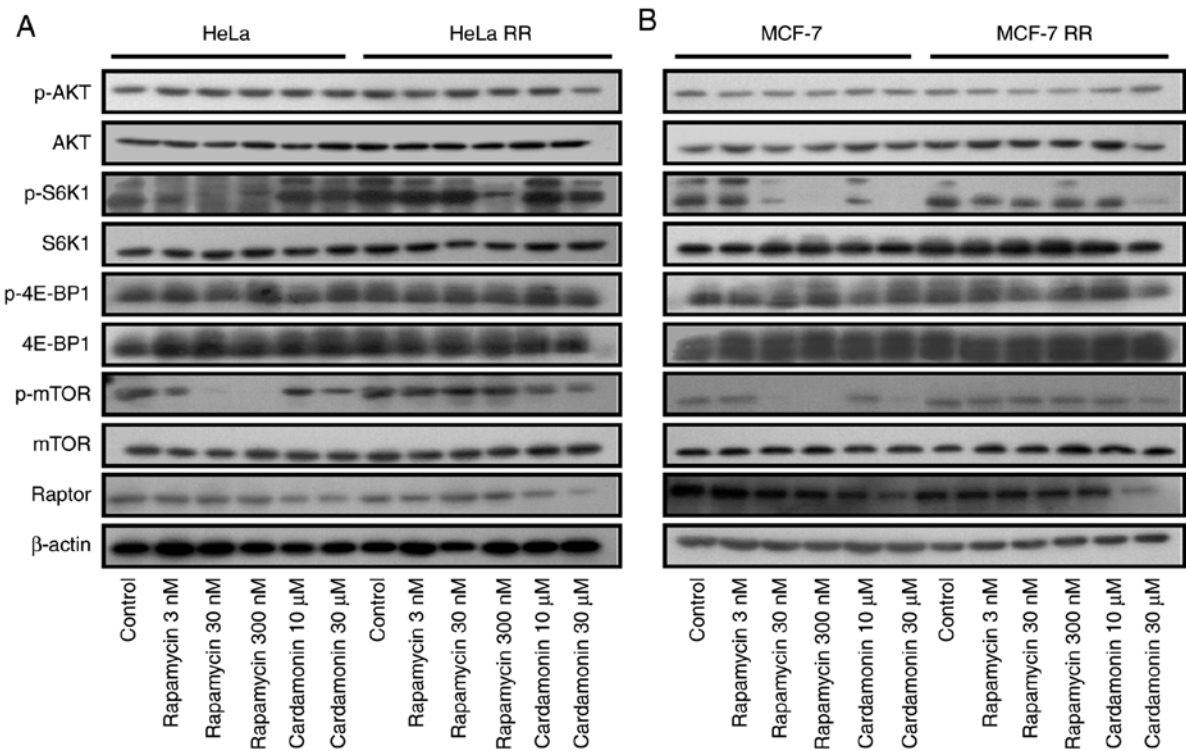 A
B
HeLa
HeLa RR
MCF-7
MCF-7 RR
p-AKT
AKT
p-S6K1
S6K1
p-4E-BP1
4E-BP1
p-mTOR
mTOR
Raptor
β-actin
Control
Rapamycin 3 nM
Rapamycin 30 nM
Rapamycin 300 nM
Cardamonin 10 μM
Cardamonin 30 μM
Control
Rapamycin 3 nM
Rapamycin 30 nM
Rapamycin 300 nM
Cardamonin 10 μM
Cardamonin 30 μM
Control
Rapamycin 3 nM
Rapamycin 30 nM
Rapamycin 300 nM
Cardamonin 10 μM
Cardamonin 30 μM
Control
Rapamycin 3 nM
Rapamycin 30 nM
Rapamycin 300 nM
Cardamonin 10 μM
Cardamonin 30 μM